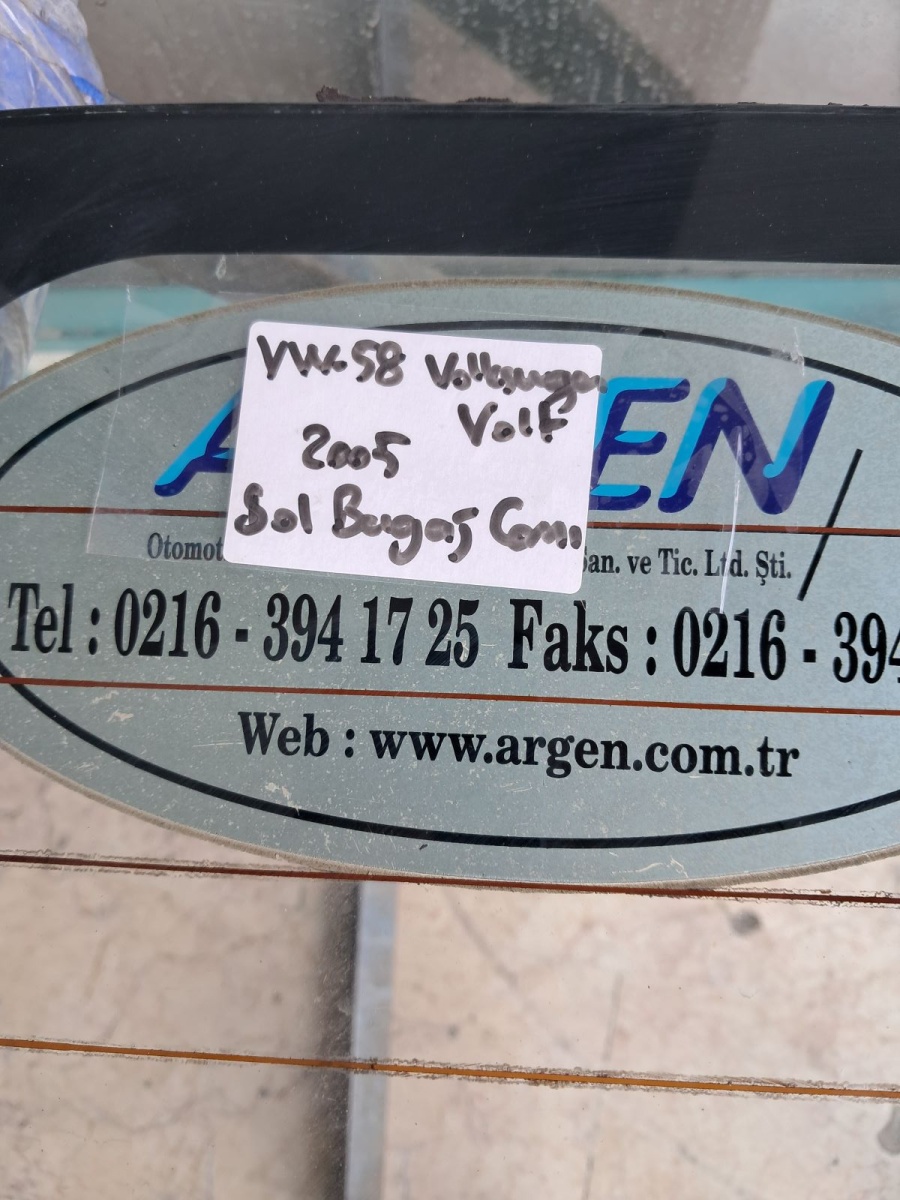 VW.58 Volksvagen
Volf
2005
Sol Bagaj Camı
EN
Otomot
San. ve Tic. Ltd. Şti.
Tel : 0216 - 394 17 25 Faks : 0216 - 394
Web : www.argen.com.tr